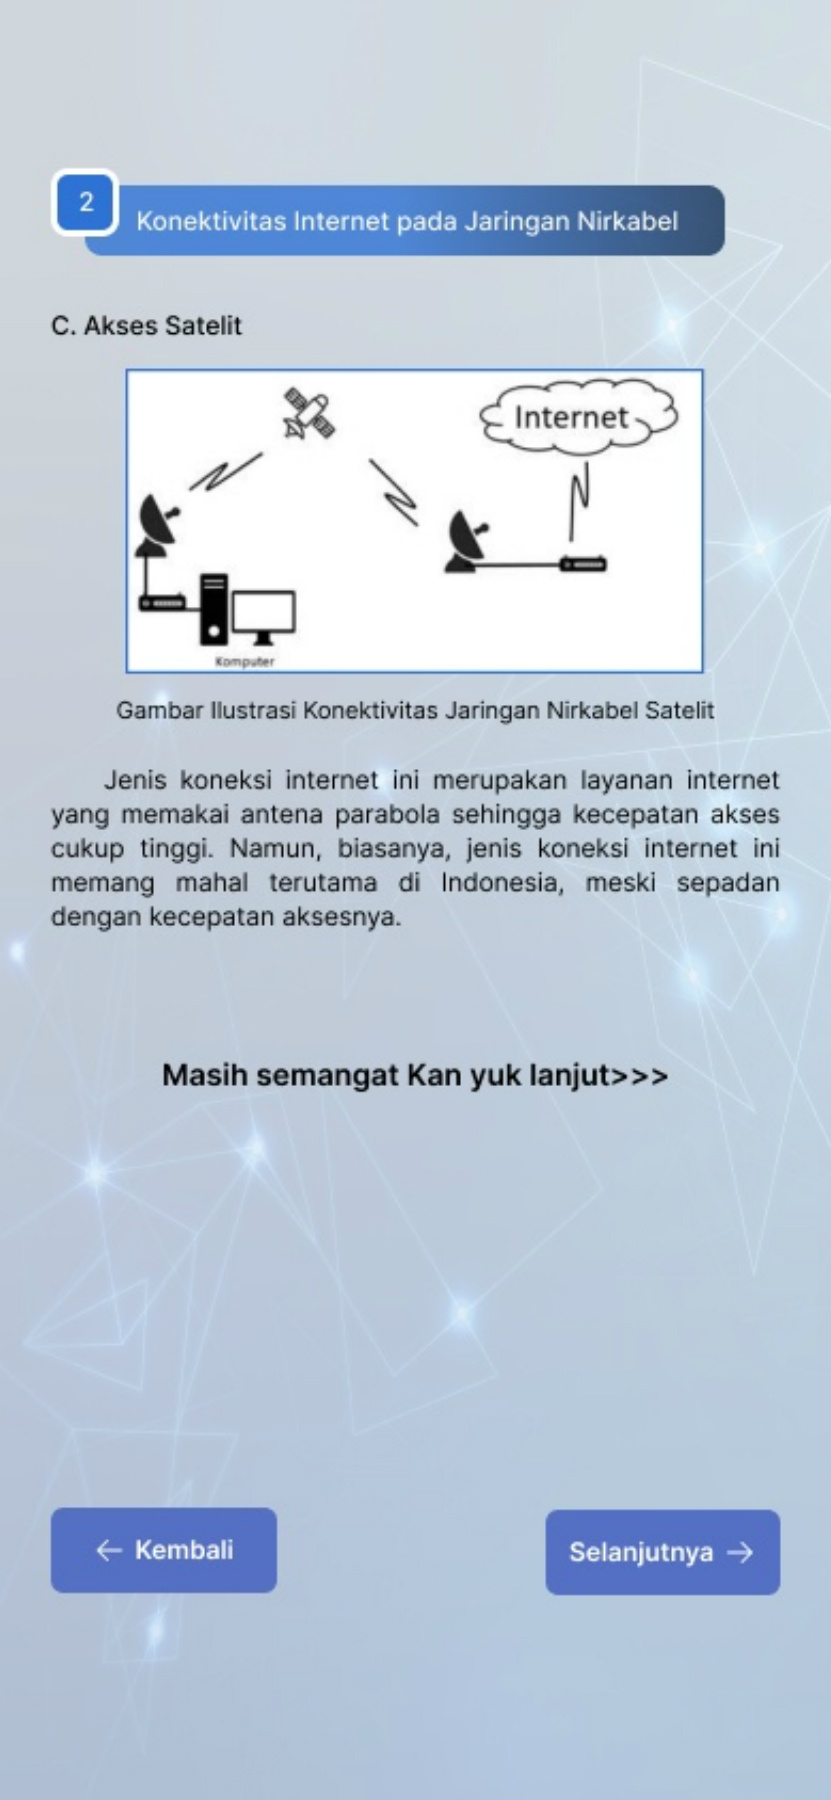 2
Konektivitas Internet pada Jaringan Nirkabel
C. Akses Satelit
Internet
Komputer
Gambar Ilustrasi Konektivitas Jaringan Nirkabel Satelit
Jenis koneksi internet ini merupakan layanan internet
yang memakai antena parabola sehingga kecepatan akses
cukup tinggi. Namun, biasanya, jenis koneksi internet ini
memang mahal terutama di Indonesia, meski sepadan
dengan kecepatan aksesnya.
Masih semangat Kan yuk lanjut>>>
← Kembali
Selanjutnya →